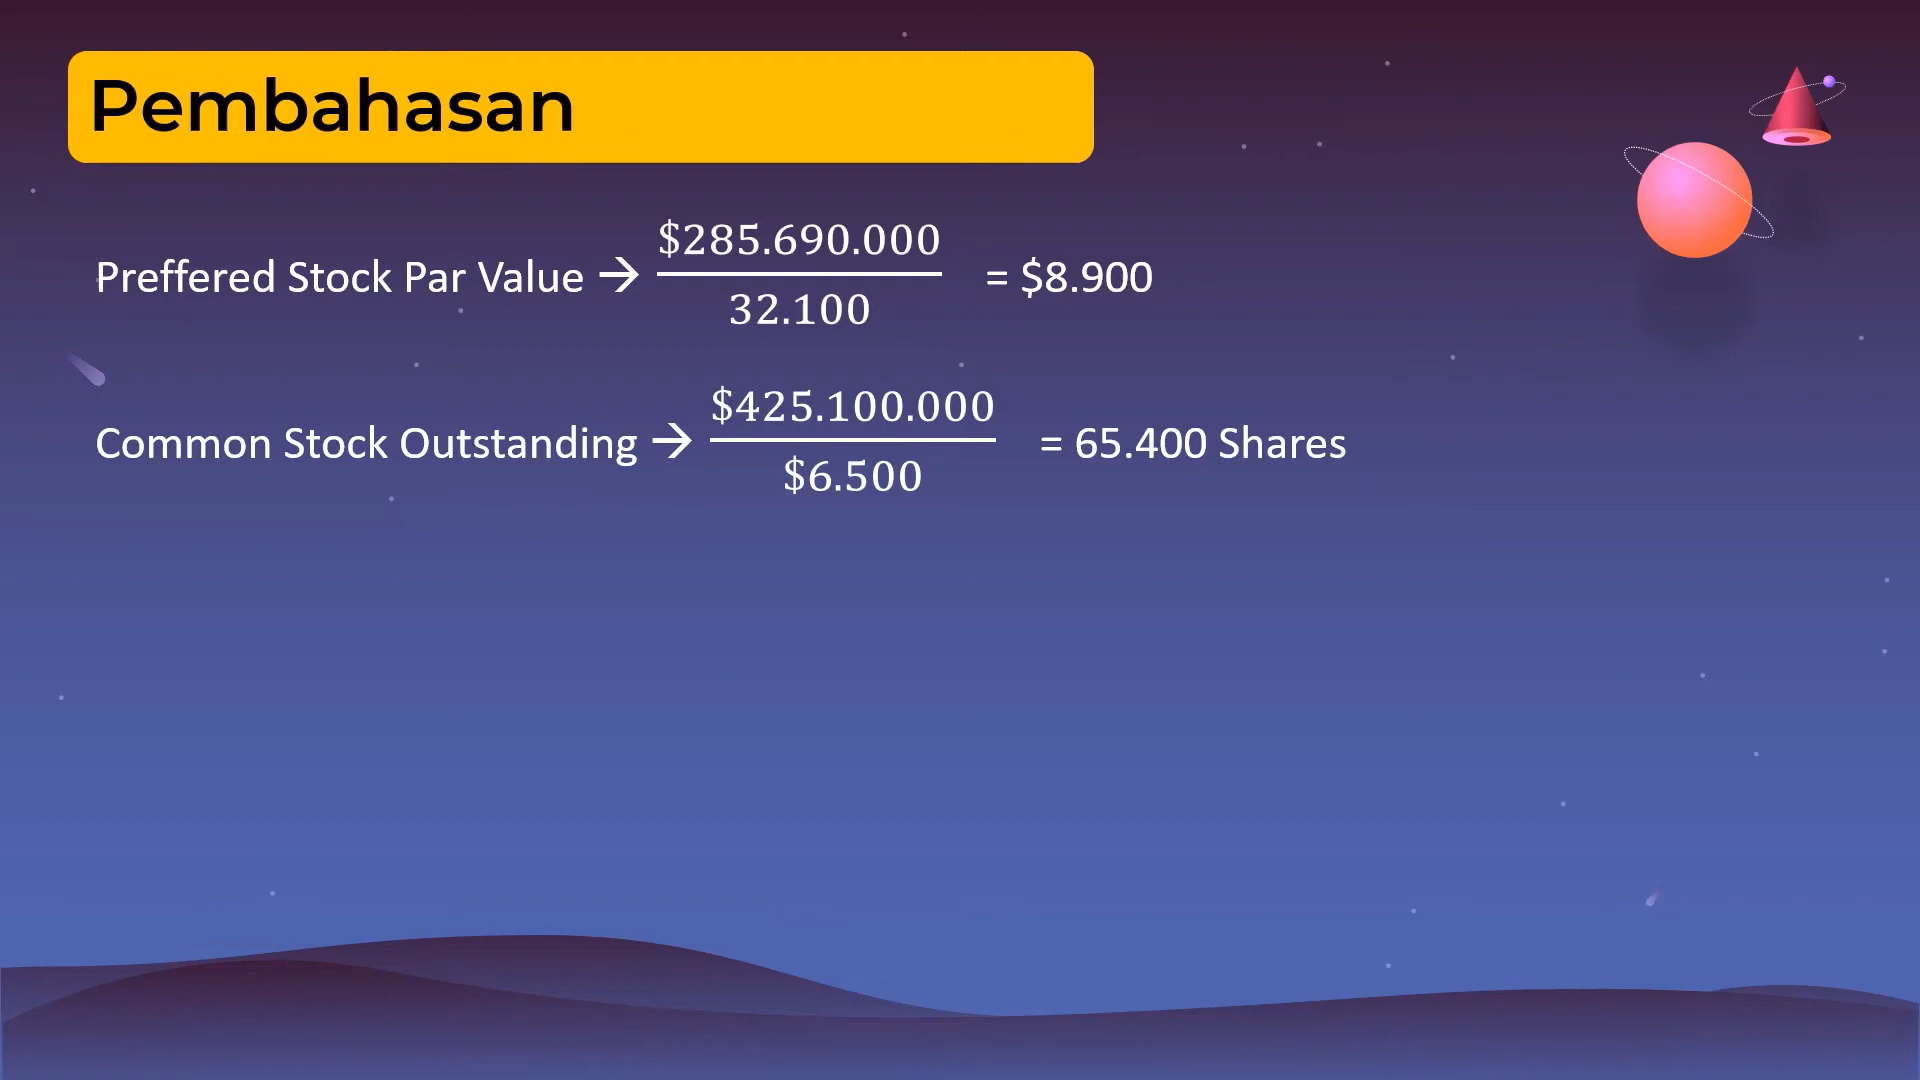 Pembahasan
Preffered Stock Par Value → $285.690.000 / 32.100 = $8.900
Common Stock Outstanding → $425.100.000 / $6.500 = 65.400 Shares